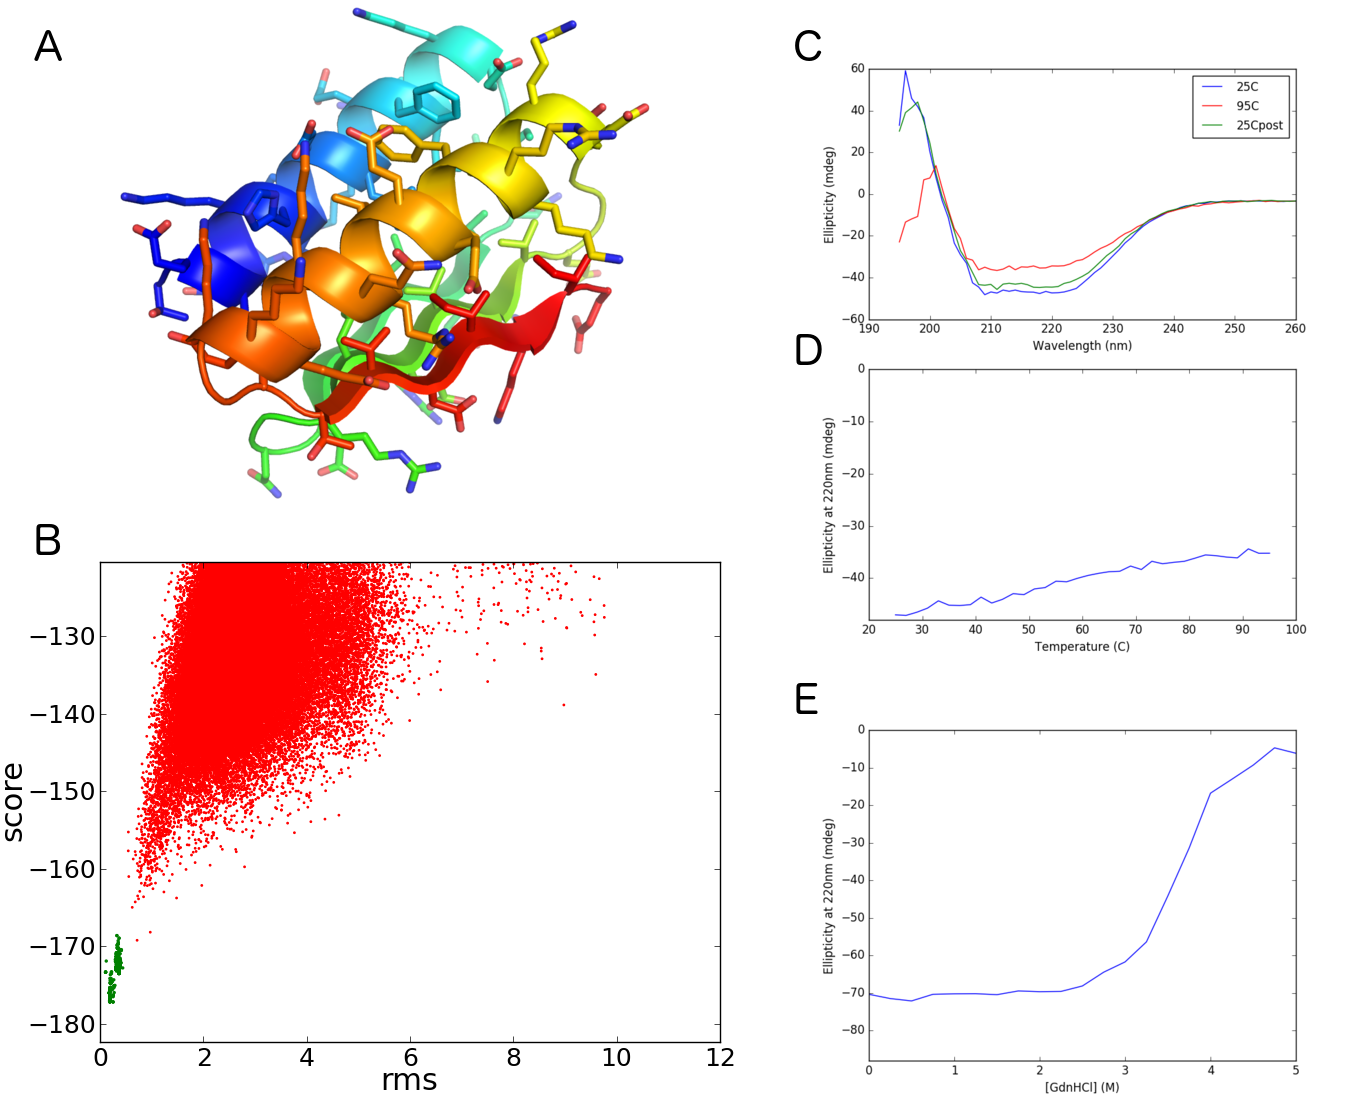 A
B
score
−130
−140
−150
−160
−170
−180
0 2 4 6 8 10 12
rms
C
Ellipticity (mdeg)
60
40
20
0
−20
−40
−60
25C
95C
25Cpost
190 200 210 220 230 240 250 260
Wavelength (nm)
D
Ellipticity at 220nm (mdeg)
0
−10
−20
−30
−40
20 30 40 50 60 70 80 90 100
Temperature (C)
E
Ellipticity at 220nm (mdeg)
0
−10
−20
−30
−40
−50
−60
−70
−80
0 1 2 3 4 5
[GdnHCl] (M)